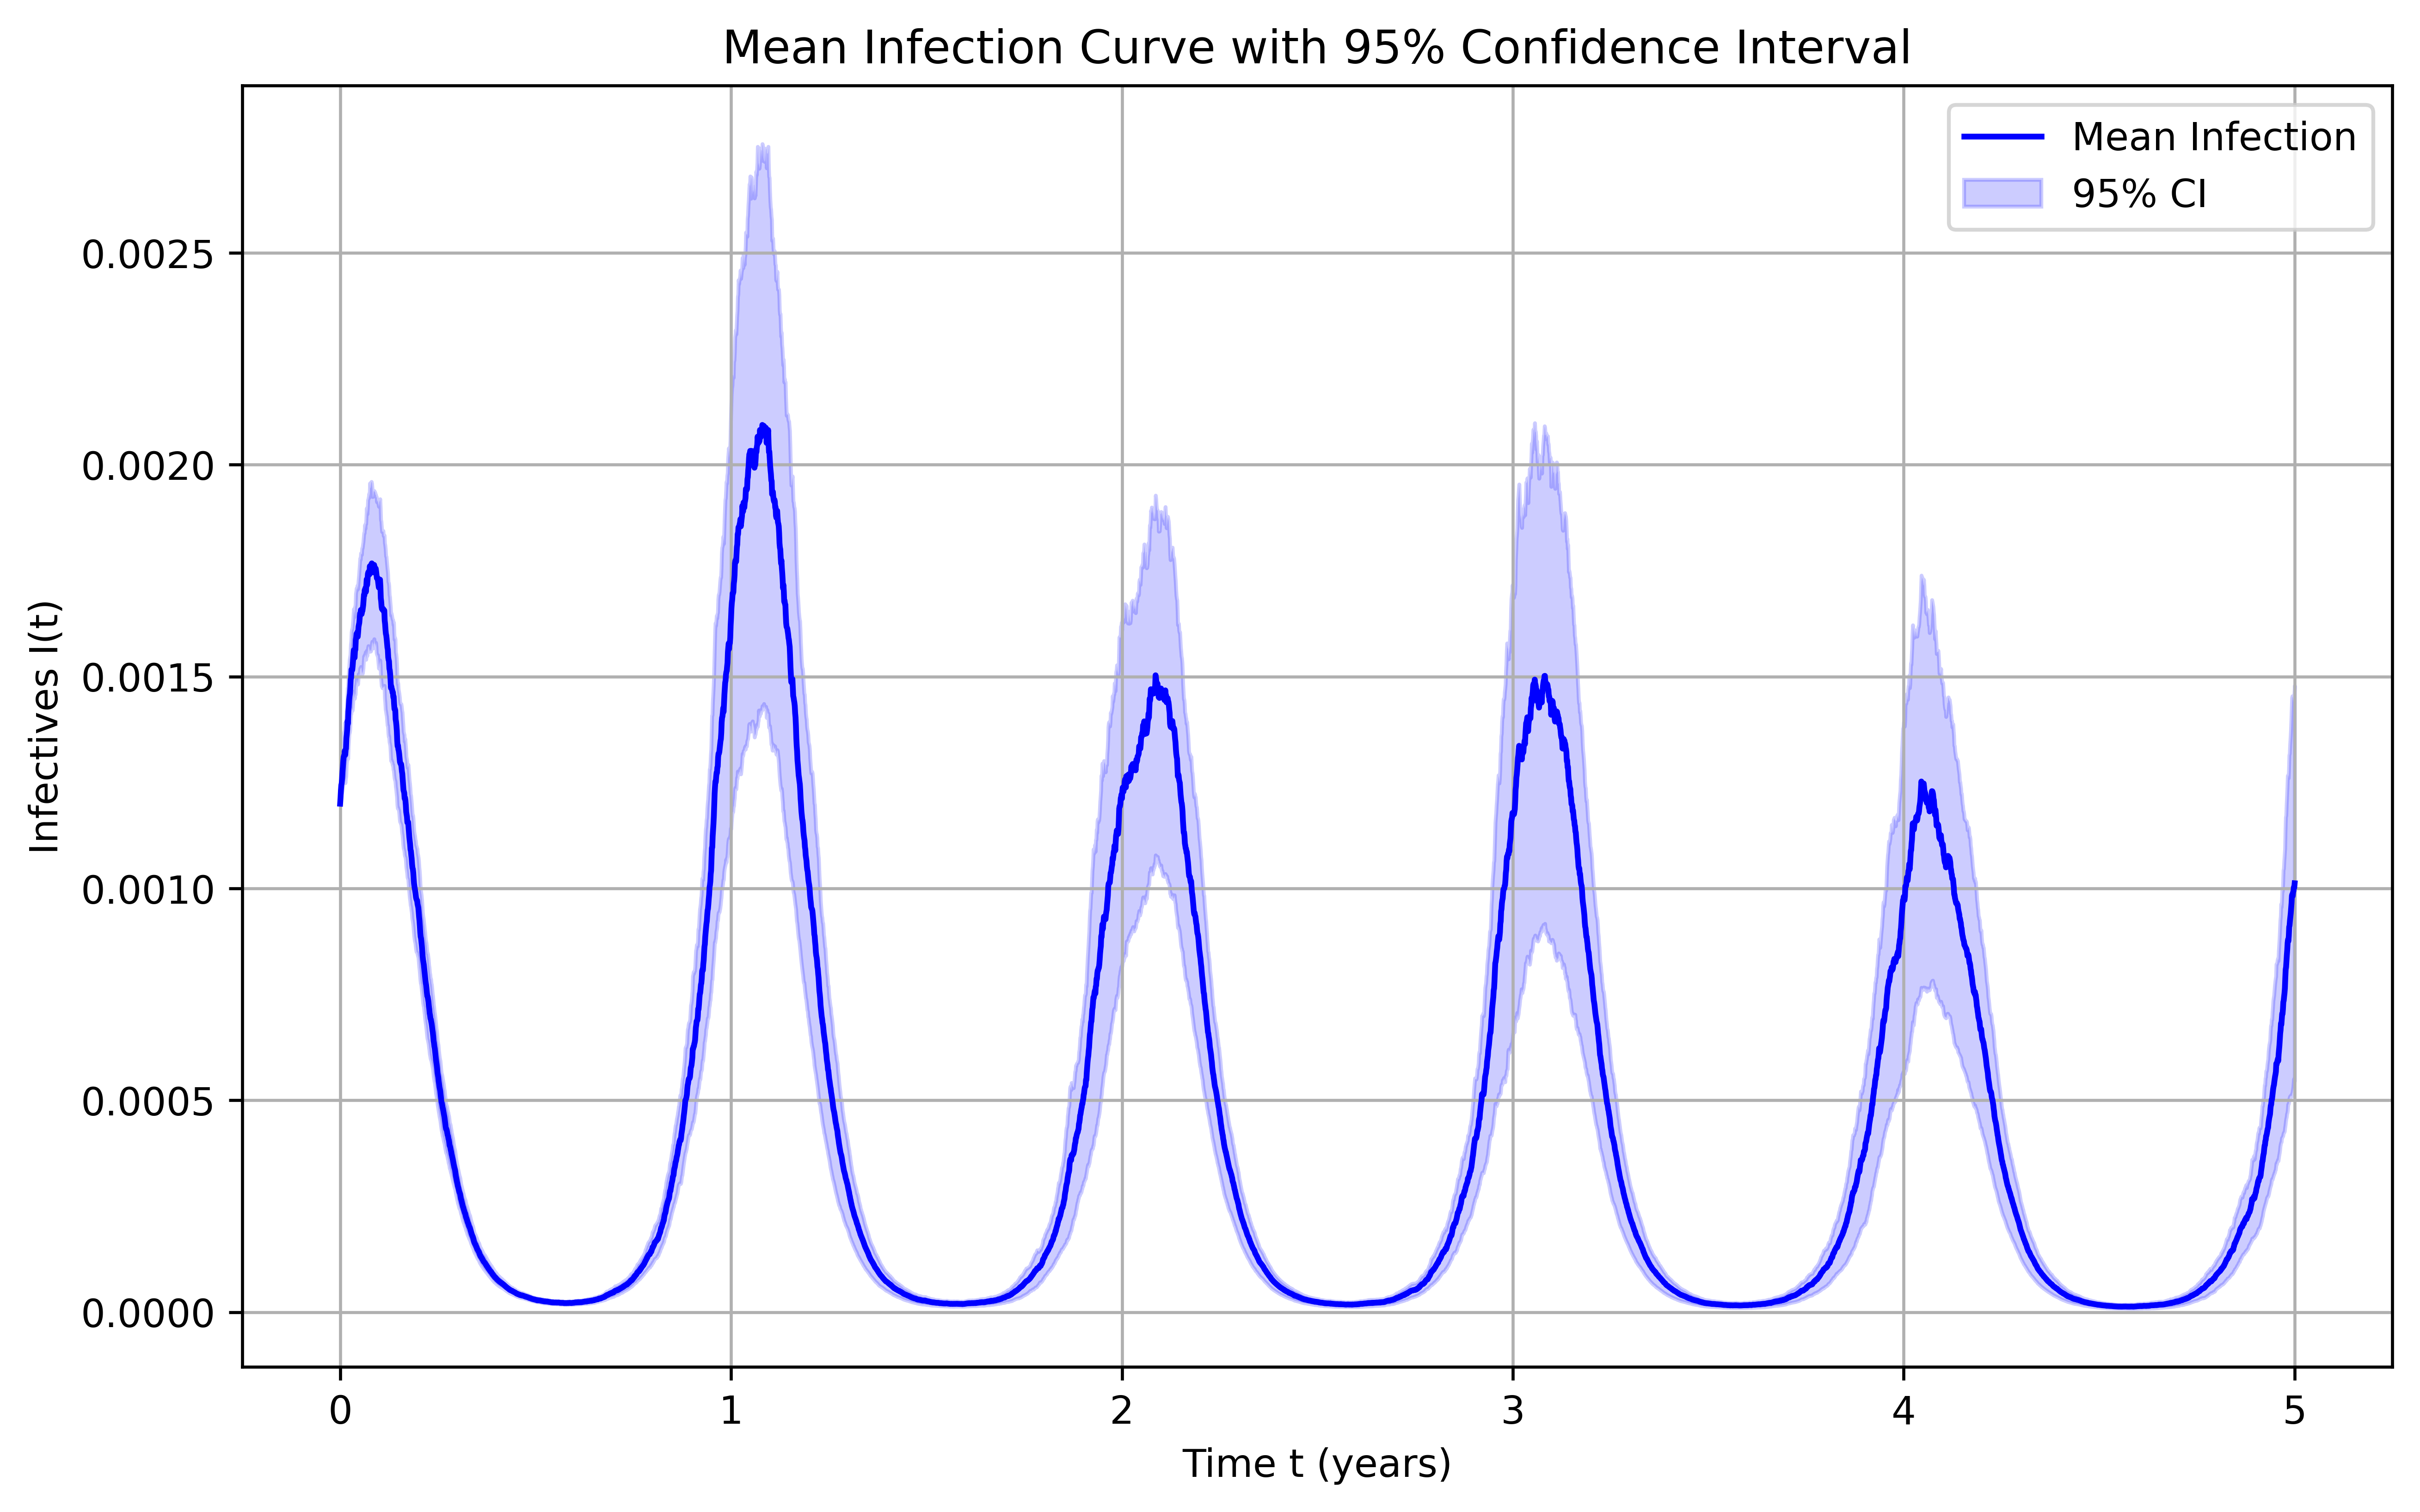 Mean Infection Curve with 95% Confidence Interval
Mean Infection
95% CI
Infectives I(t)
0.0025
0.0020
0.0015
0.0010
0.0005
0.0000
0 1 2 3 4 5
Time t (years)